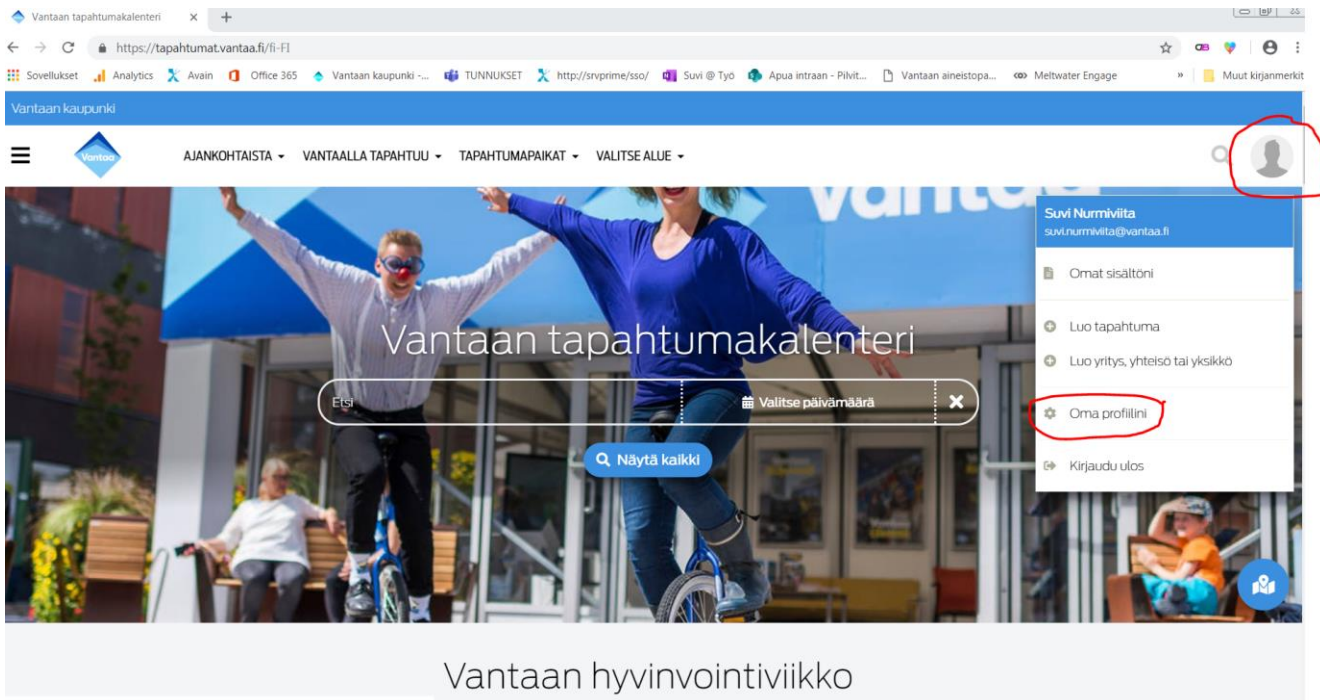 Vantaan tapahtumakalenteri
https://tapahtumat.vantaa.fi/fi-FI
Sovellukset Analytics Avain Office 365 Vantaan kaupunki -... TUNNUKSET http://srvprime/sso/ Suvi @ Työ Apua intraan - Pilvit... Vantaan aineistopa... Meltwater Engage » Muut kirjanmerkit
Vantaan kaupunki
Vantaa AJANKOHTAISTA VANTAALLA TAPAHTUU TAPAHTUMAPAIKAT VALITSE ALUE
Suvi Nurmiviita
suvi.nurmiviita@vantaa.fi
Omat sisältöni
Luo tapahtuma
Luo yritys, yhteisö tai yksikkö
Oma profiilini
Kirjaudu ulos
Vantaan tapahtumakalenteri
Etsi Valitse päivämäärä
Näytä kaikki
Vantaan hyvinvointiviikko